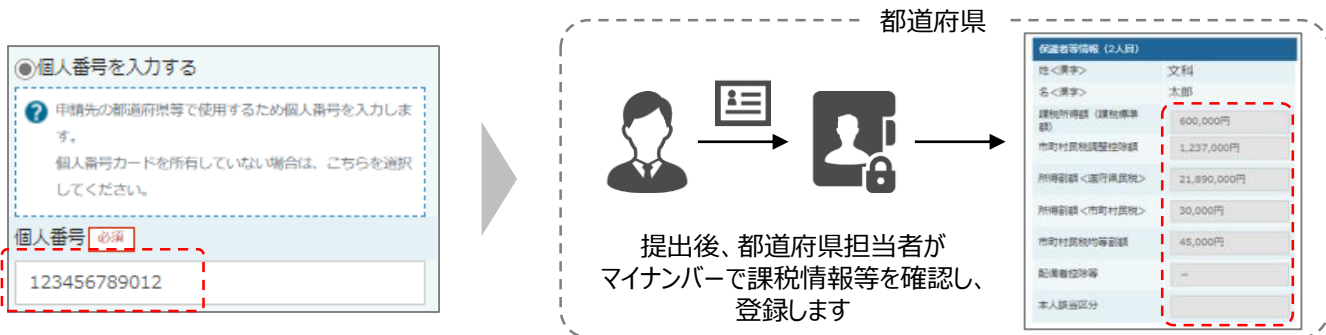 個人番号を入力する
申請先の都道府県等で使用するため個人番号を入力しま
す。
個人番号カードを所有していない場合は、こちらを選択
してください。
個人番号 必須
123456789012
都道府県
提出後、都道府県担当者が
マイナンバーで課税情報等を確認し、
登録します
保護者等情報（2人目）
姓<漢字> 文科
名<漢字> 太郎
課税所得額（課税標準
額） 600,000円
市町村民税調整控除額 1,237,000円
所得割額<道府県民税> 21,890,000円
所得割額<市町村民税> 30,000円
市町村民税均等割額 45,000円
配偶者控除等 －
本人該当区分